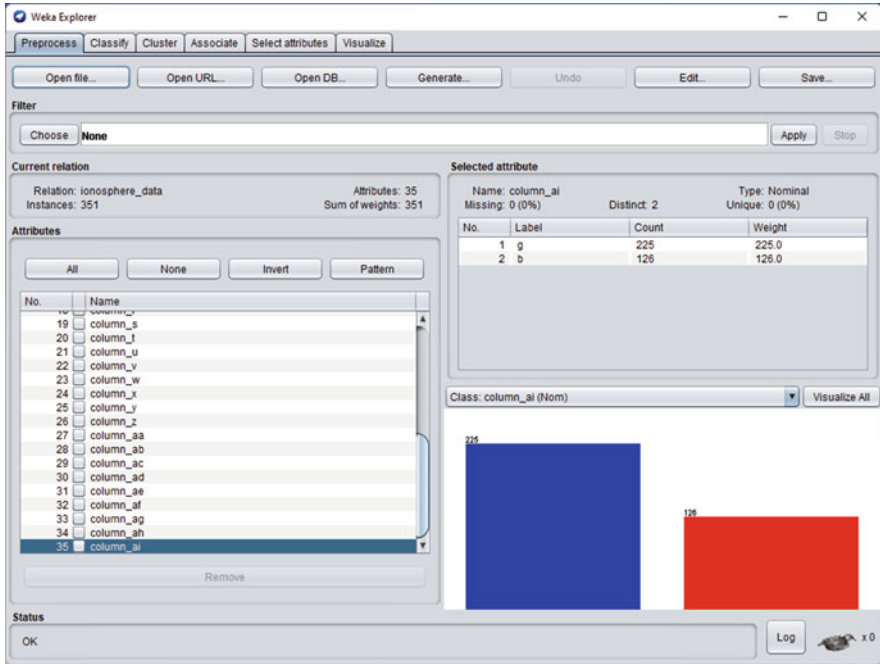 Weka Explorer
Preprocess Classify Cluster Associate Select attributes Visualize
Open file... Open URL... Open DB... Generate... Undo Edit... Save...
Filter
Choose None Apply Stop
Current relation
Relation: ionosphere_data Attributes: 35
Instances: 351 Sum of weights: 351
Attributes
All None Invert Pattern
No. Name
19 column_s
20 column_t
21 column_u
22 column_v
23 column_w
24 column_x
25 column_y
26 column_z
27 column_aa
28 column_ab
29 column_ac
30 column_ad
31 column_ae
32 column_af
33 column_ag
34 column_ah
35 column_ai
Remove
Selected attribute
Name: column_ai Type: Nominal
Missing: 0 (0%) Distinct: 2 Unique: 0 (0%)
No. Label Count Weight
1 g 225 225.0
2 b 126 126.0
Class: column_ai (Nom) Visualize All
225
126
Status
OK Log x 0